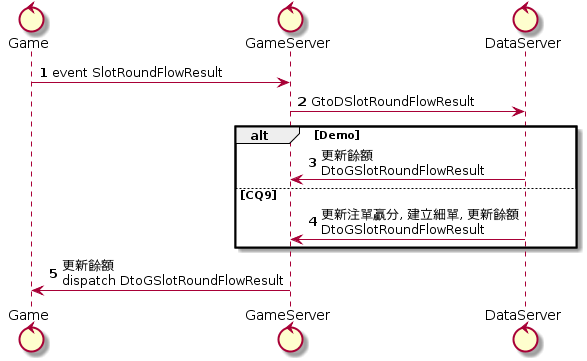 Game
GameServer
DataServer
1 event SlotRoundFlowResult
2 GtoDSlotRoundFlowResult
alt [Demo]
更新餘額
3 DtoGSlotRoundFlowResult
[CQ9]
更新注單贏分, 建立細單, 更新餘額
4 DtoGSlotRoundFlowResult
更新餘額
5 dispatch DtoGSlotRoundFlowResult
Game
GameServer
DataServer